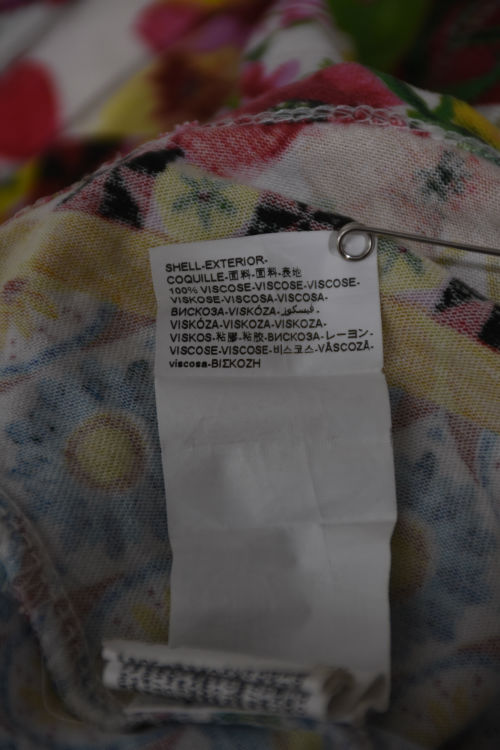 SHELL-EXTERIOR-
COQUILLE-面料-面料-表地
100% VISCOSE-VISCOSE-VISCOSE-
VISKOSE-VISCOSA-VISCOSA-
ВИСКОЗА-VISKÓZA-فيسكوز-
VISKÓZA-VISKOZA-VISKOZA-
VISKOS-粘膠-粘胶-ВИСКОЗА-レーヨン-
VISCOSE-VISCOSE-비스코스-VÂSCOZĂ-
viscosa-ΒΙΣΚΟΖΗ